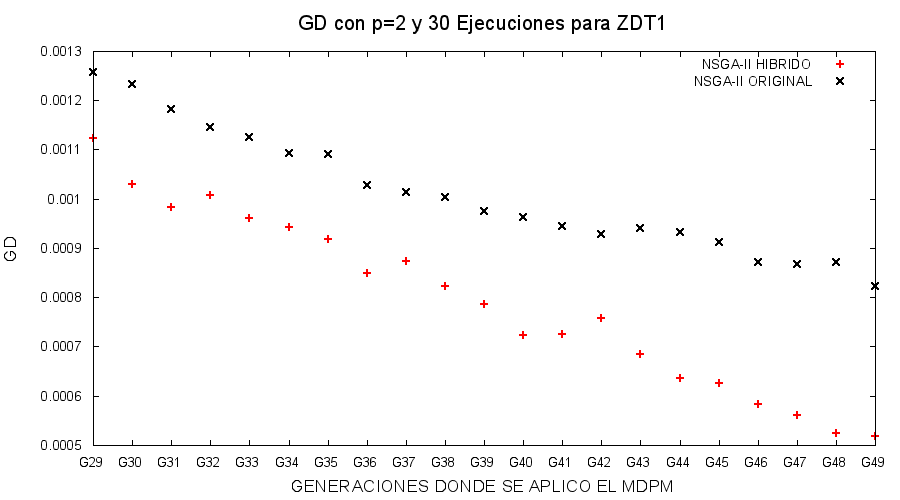 GD con p=2 y 30 Ejecuciones para ZDT1
NSGA-II HIBRIDO
NSGA-II ORIGINAL
GD
0.0013
0.0012
0.0011
0.001
0.0009
0.0008
0.0007
0.0006
0.0005
G29 G30 G31 G32 G33 G34 G35 G36 G37 G38 G39 G40 G41 G42 G43 G44 G45 G46 G47 G48 G49
GENERACIONES DONDE SE APLICO EL MDPM